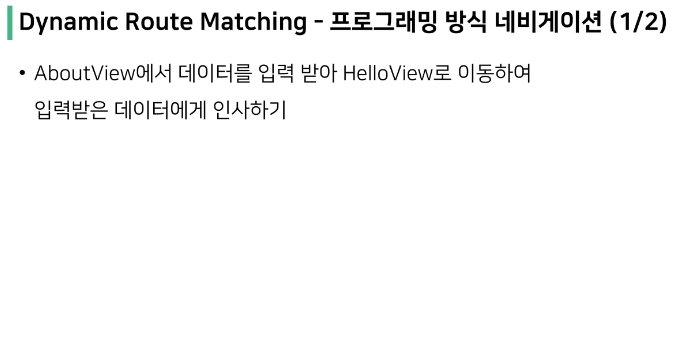 Dynamic Route Matching - 프로그래밍 방식 네비게이션 (1/2)
• AboutView에서 데이터를 입력 받아 HelloView로 이동하여
입력받은 데이터에게 인사하기